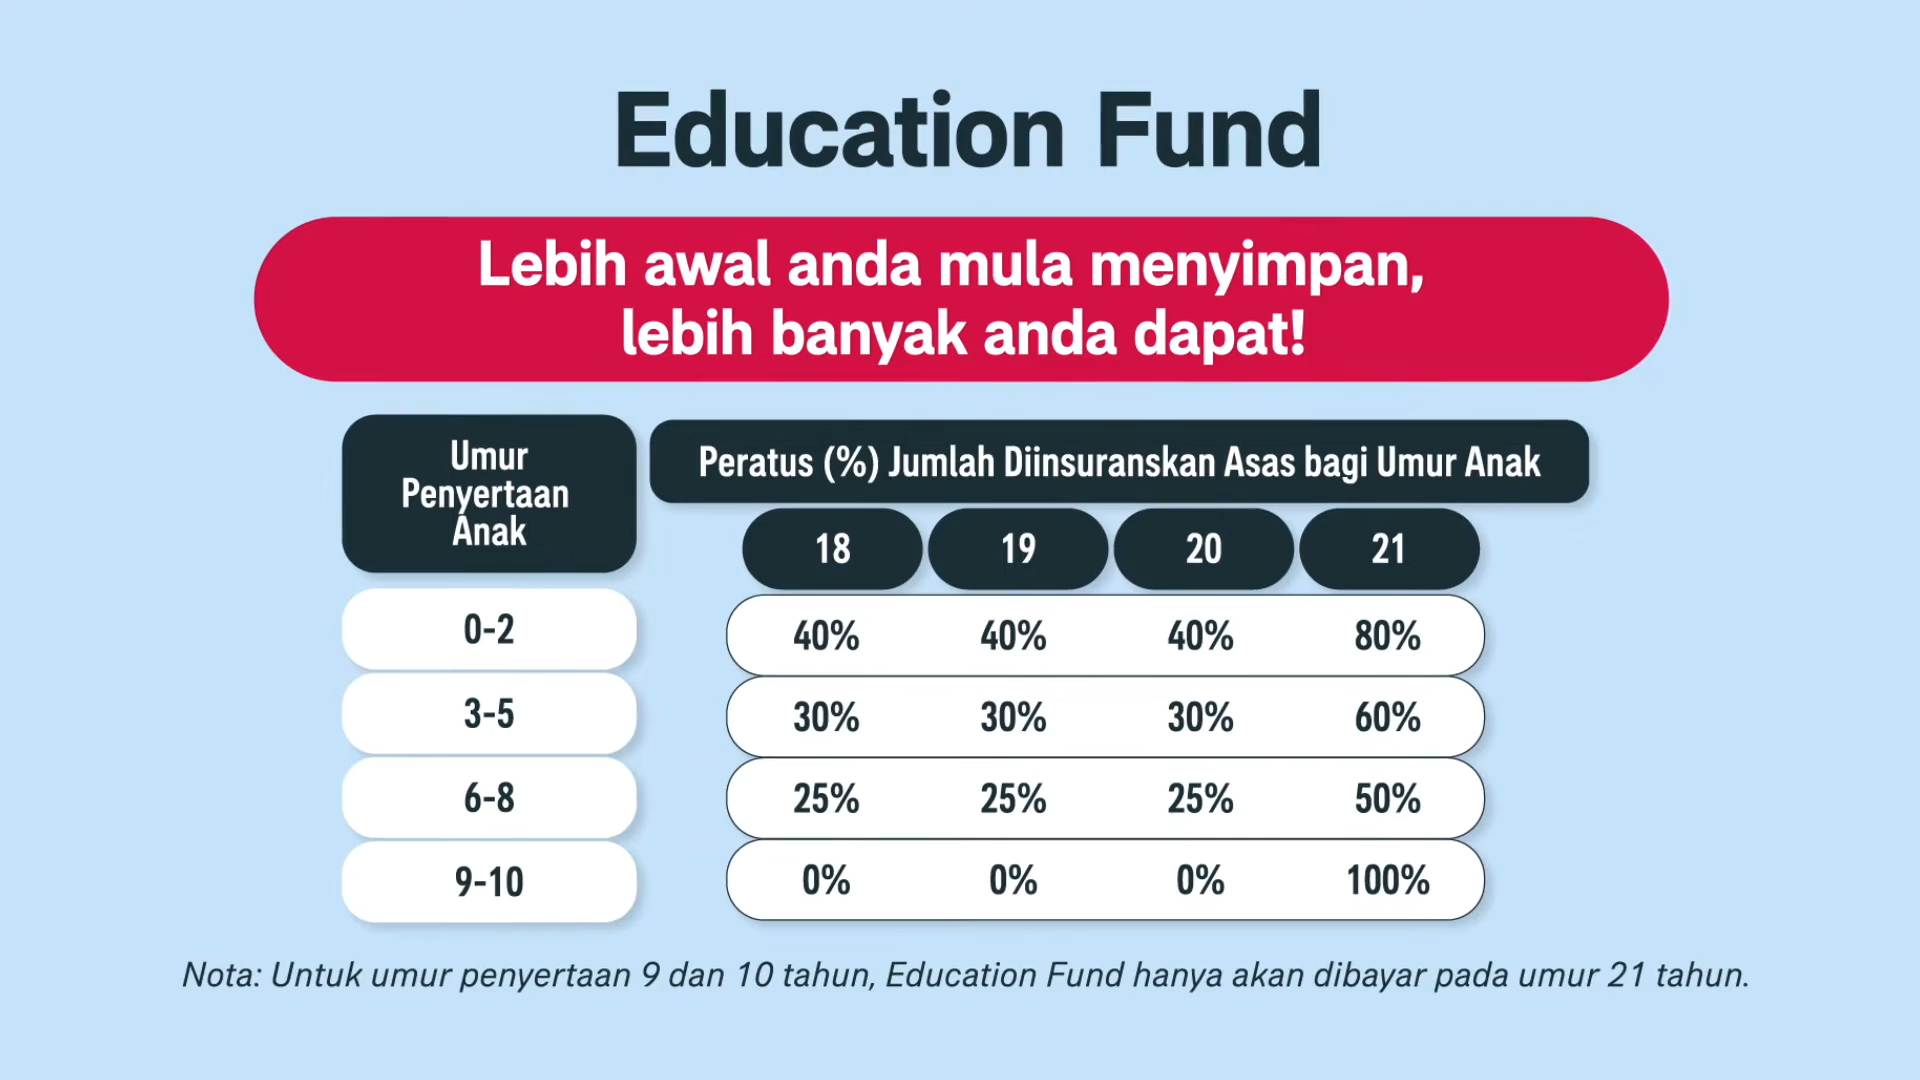 Education Fund
Lebih awal anda mula menyimpan,
lebih banyak anda dapat!
Umur
Penyertaan
Anak
Peratus (%) Jumlah Diinsuranskan Asas bagi Umur Anak
18 19 20 21
0-2 40% 40% 40% 80%
3-5 30% 30% 30% 60%
6-8 25% 25% 25% 50%
9-10 0% 0% 0% 100%
Nota: Untuk umur penyertaan 9 dan 10 tahun, Education Fund hanya akan dibayar pada umur 21 tahun.